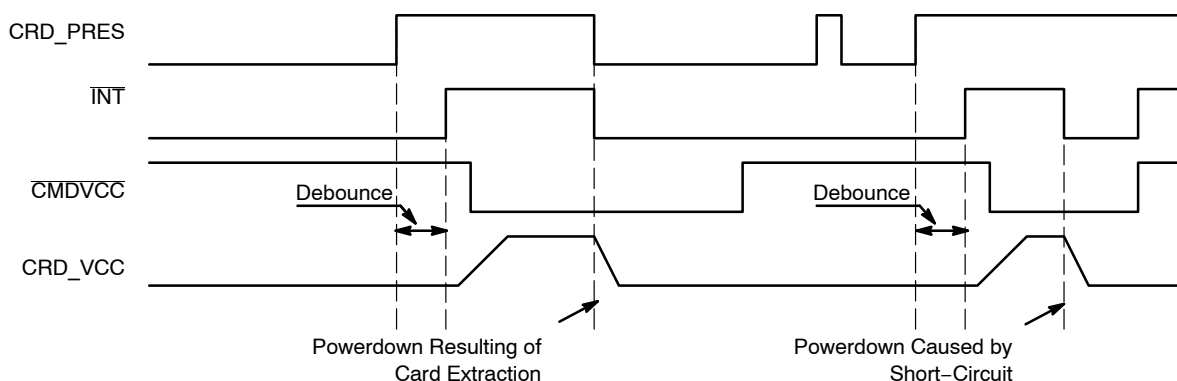 CRD_PRES
INT
CMDVCC
Debounce
Debounce
CRD_VCC
Powerdown Resulting of
Card Extraction
Powerdown Caused by
Short−Circuit